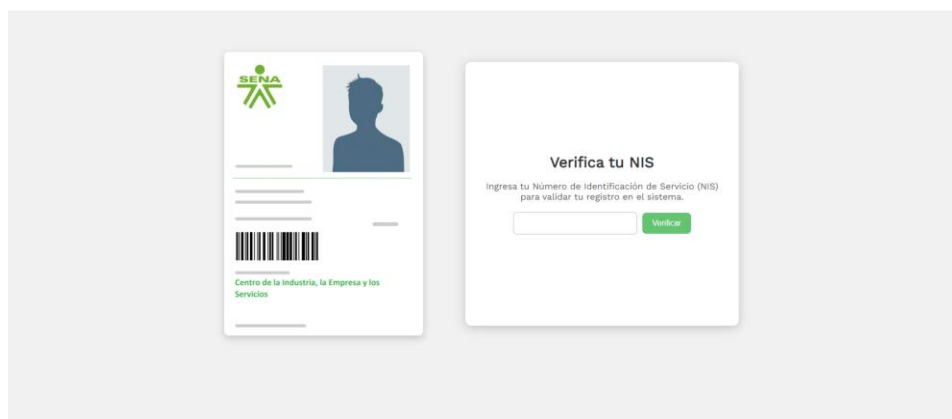 SENA
Centro de la Industria, la Empresa y los
Servicios
Verifica tu NIS
Ingresa tu Número de Identificación de Servicio (NIS)
para validar tu registro en el sistema.
Verificar